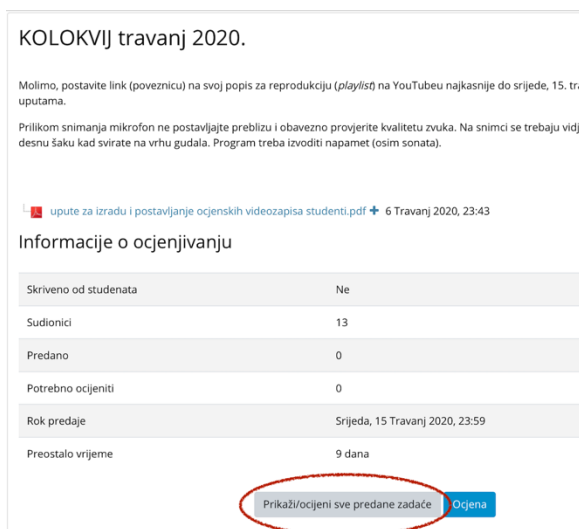 KOLOKVIJ travanj 2020.
Molimo, postavite link (poveznicu) na svoj popis za reprodukciju (playlist) na YouTubeu najkasnije do srijede, 15. tra
uputama.
Prilikom snimanja mikrofon ne postavljajte preblizu i obavezno provjerite kvalitetu zvuka. Na snimci se trebaju vidj
desnu šaku kad svirate na vrhu gudala. Program treba izvoditi napamet (osim sonata).
upute za izradu i postavljanje ocjenskih videozapisa studenti.pdf + 6 Travanj 2020, 23:43
Informacije o ocjenjivanju
Skriveno od studenata Ne
Sudionici 13
Predano 0
Potrebno ocijeniti 0
Rok predaje Srijeda, 15 Travanj 2020, 23:59
Preostalo vrijeme 9 dana
Prikaži/ocijeni sve predane zadaće Ocjena